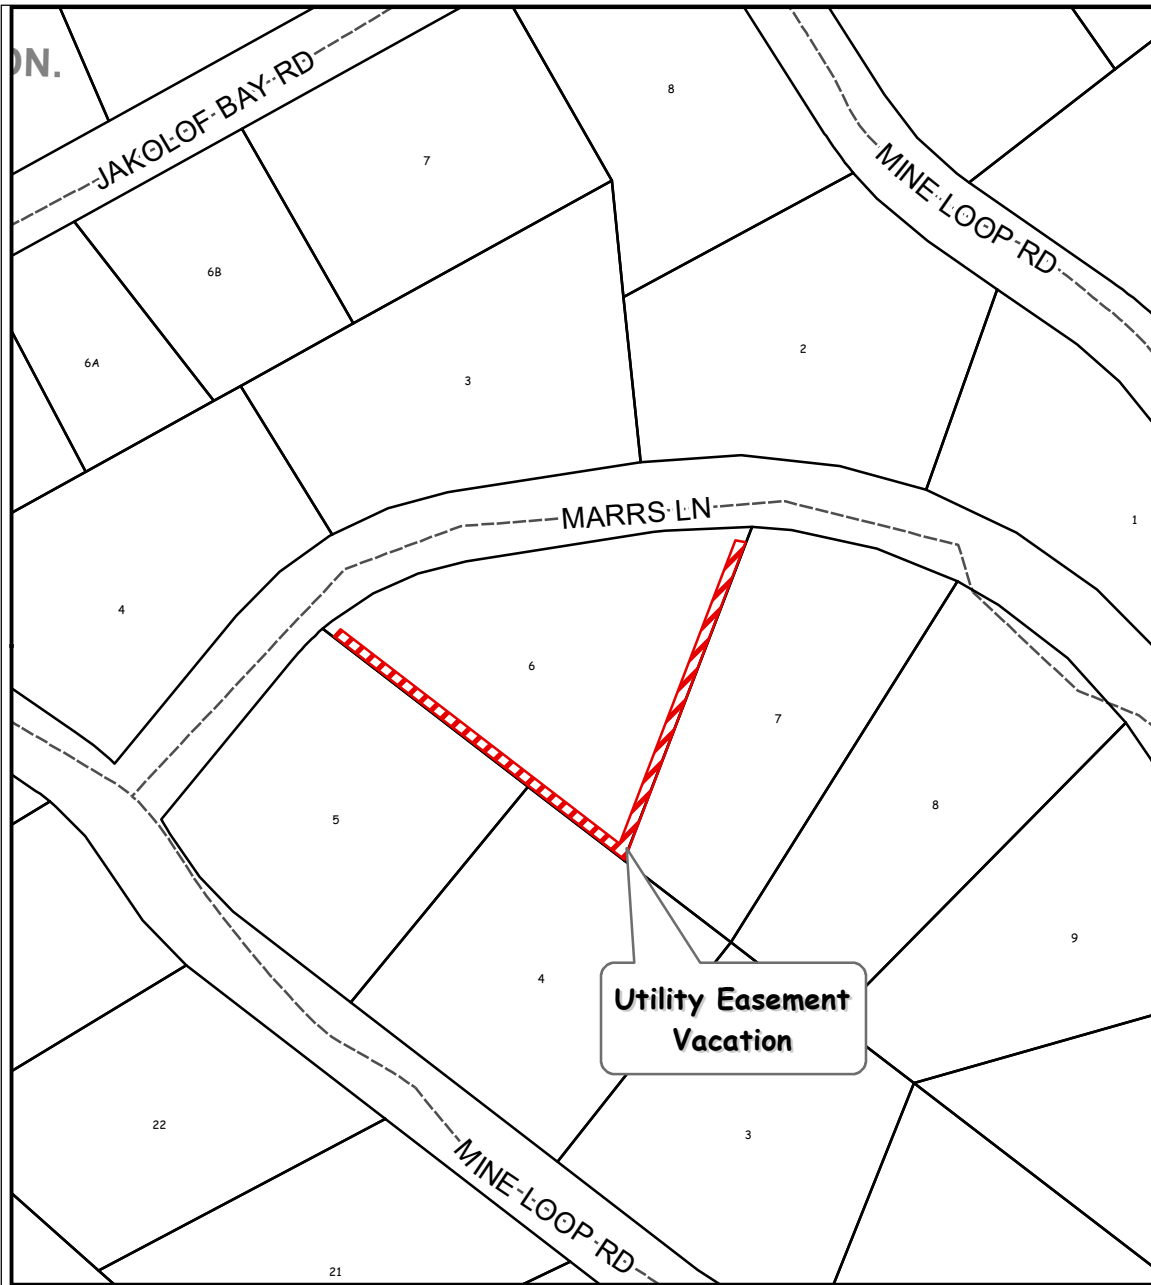 ON.
JAKOLOF BAY RD
8
7
MINE LOOP RD
6B
2
6A
3
MARRS LN
1
4
6
7
8
5
9
4
Utility Easement
Vacation
22
3
MINE LOOP RD
21